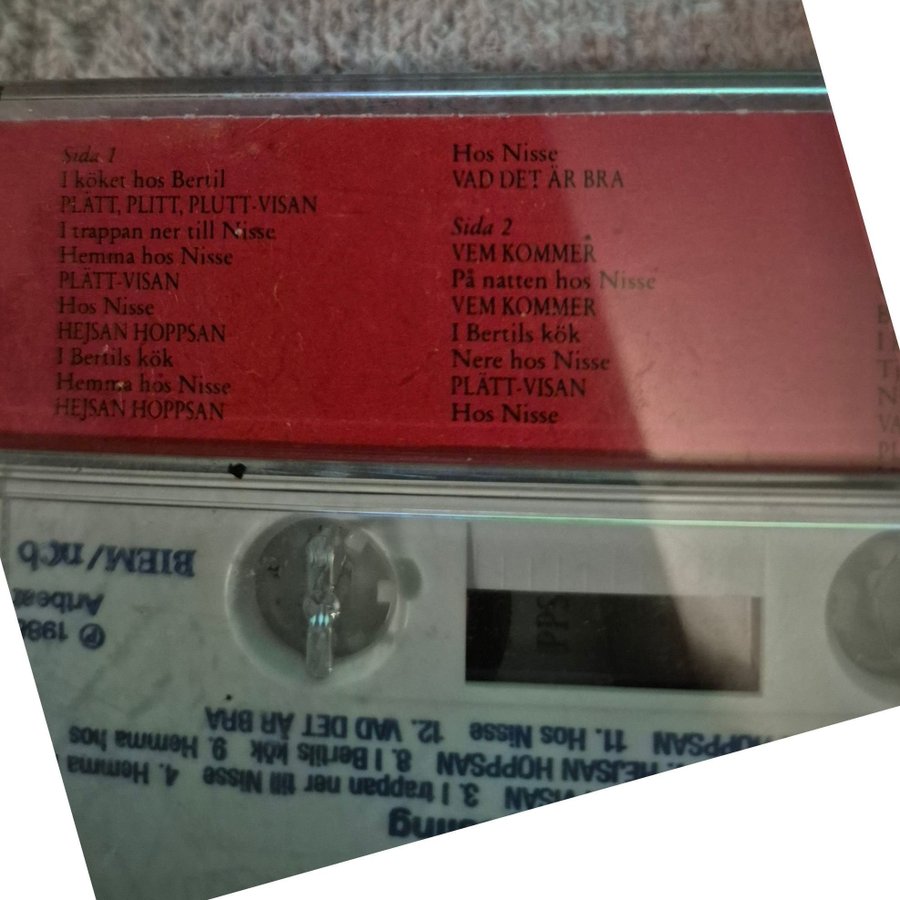 Sida 1
I köket hos Bertil
PLÄTT, PLITT, PLUTT-VISAN
I trappan ner till Nisse
Hemma hos Nisse
PLÄTT-VISAN
Hos Nisse
HEJSAN HOPPSAN
I Bertils kök
Hemma hos Nisse
HEJSAN HOPPSAN
Hos Nisse
VAD DET ÄR BRA
Sida 2
VEM KOMMER
På natten hos Nisse
VEM KOMMER
I Bertils kök
Nere hos Nisse
PLÄTT-VISAN
Hos Nisse
VISAN 3. I trappan ner till Nisse 4. Hemma
HEJSAN HOPPSAN 8. I Bertils kök 9. Hemma hos
HOPPSAN 11. Hos Nisse 12. VAD DET ÄR BRA
℗
BIEM/ncb